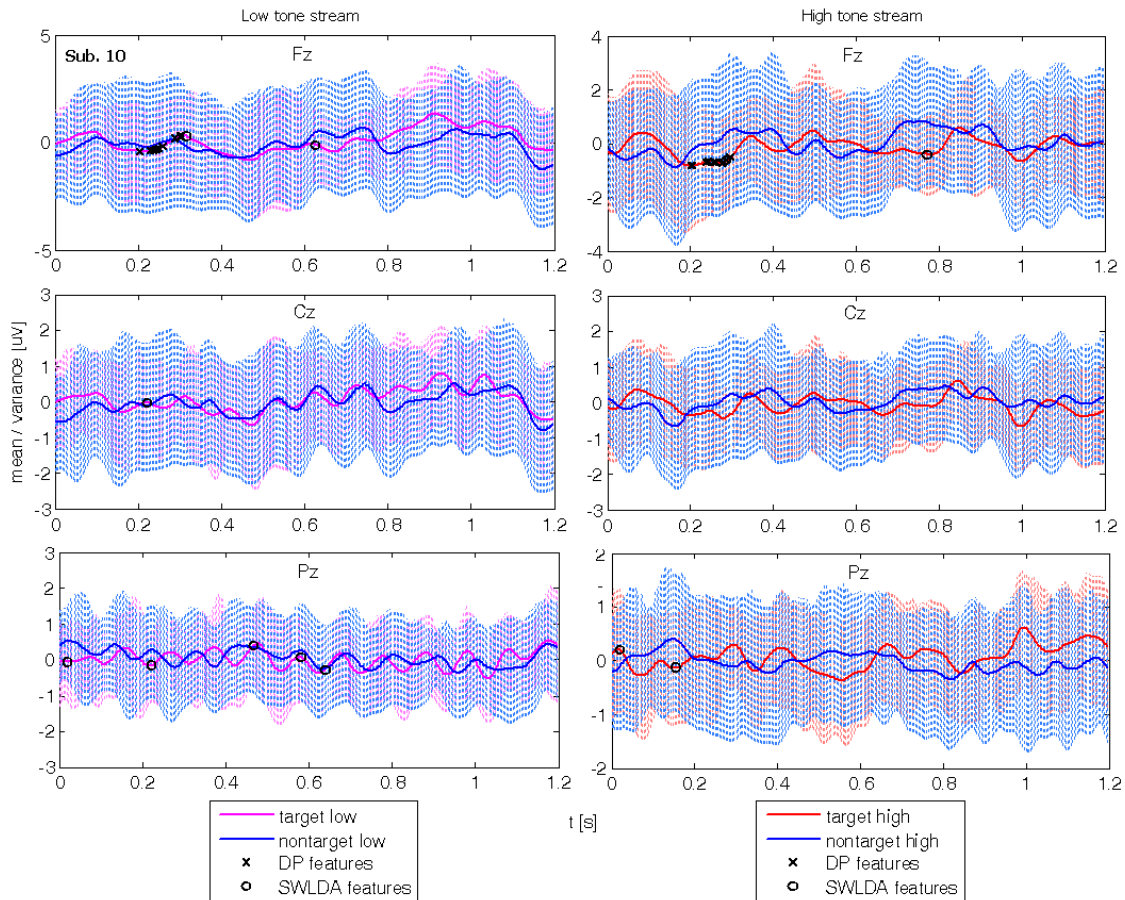 Low tone stream
High tone stream
Sub. 10
Fz
5
0
-5
0 0.2 0.4 0.6 0.8 1 1.2
Fz
4
2
0
-2
-4
0 0.2 0.4 0.6 0.8 1 1.2
mean / variance [uv]
Cz
3
2
1
0
-1
-2
-3
0 0.2 0.4 0.6 0.8 1 1.2
Cz
3
2
1
0
-1
-2
-3
0 0.2 0.4 0.6 0.8 1 1.2
Pz
3
2
1
0
-1
-2
-3
0 0.2 0.4 0.6 0.8 1 1.2
Pz
2
1
0
-1
-2
0 0.2 0.4 0.6 0.8 1 1.2
t [s]
target low
nontarget low
DP features
SWLDA features
target high
nontarget high
DP features
SWLDA features